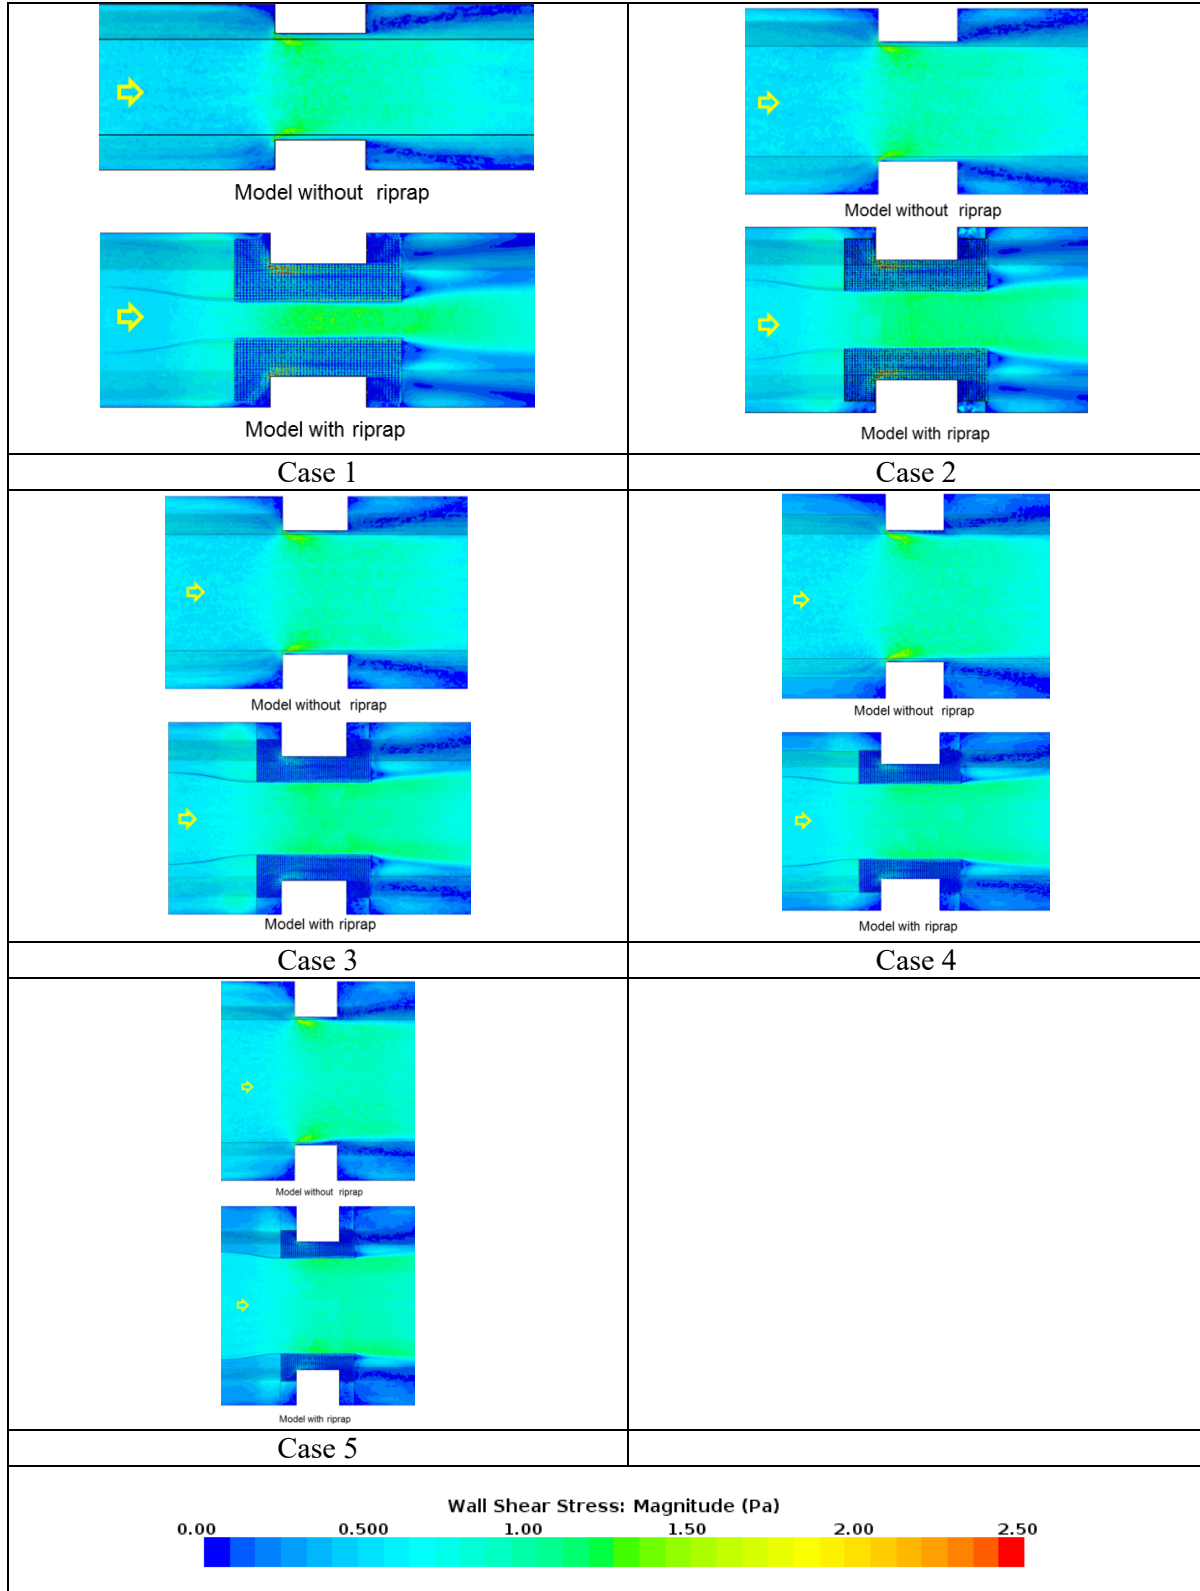 Model without riprap
Model with riprap
Case 1
Model without riprap
Model with riprap
Case 2
Model without riprap
Model with riprap
Case 3
Model without riprap
Model with riprap
Case 4
Model without riprap
Model with riprap
Case 5
Wall Shear Stress: Magnitude (Pa)
0.00 0.500 1.00 1.50 2.00 2.50